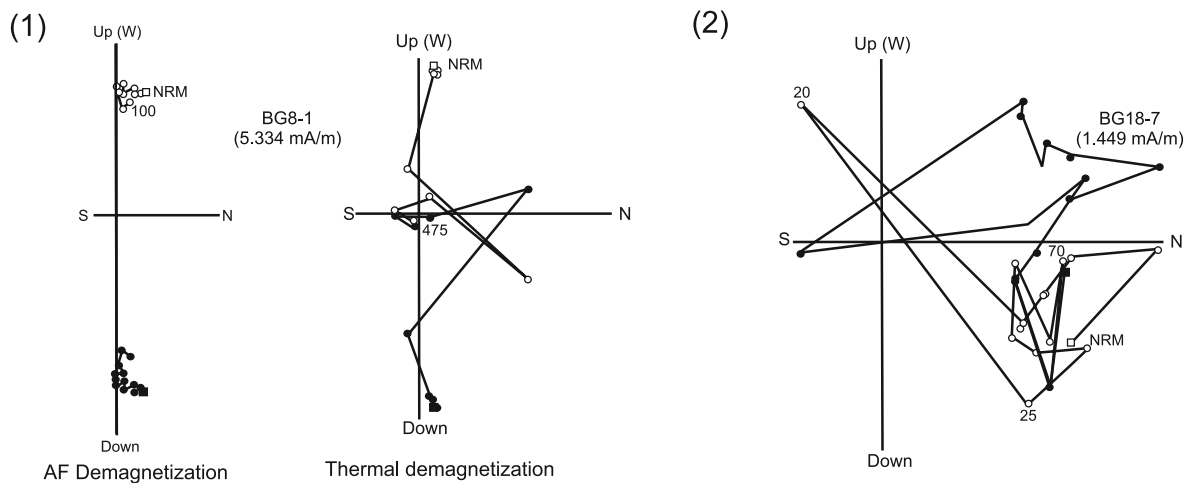 (1)
Up (W)
NRM
100
S
N
Down
AF Demagnetization
BG8-1
(5.334 mA/m)
Up (W)
NRM
S
N
475
Down
Thermal demagnetization
(2)
Up (W)
20
BG18-7
(1.449 mA/m)
S
N
70
NRM
25
Down